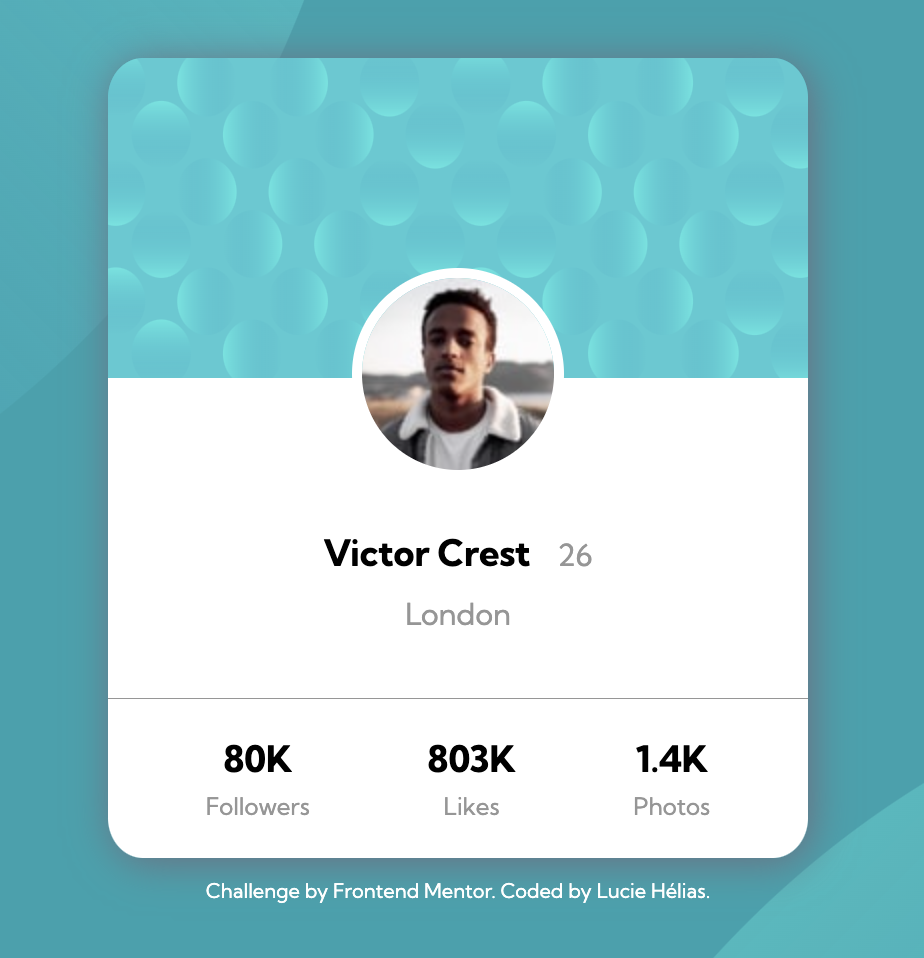 Victor Crest 26
London
80K 803K 1.4K
Followers Likes Photos
Challenge by Frontend Mentor. Coded by Lucie Hélias.